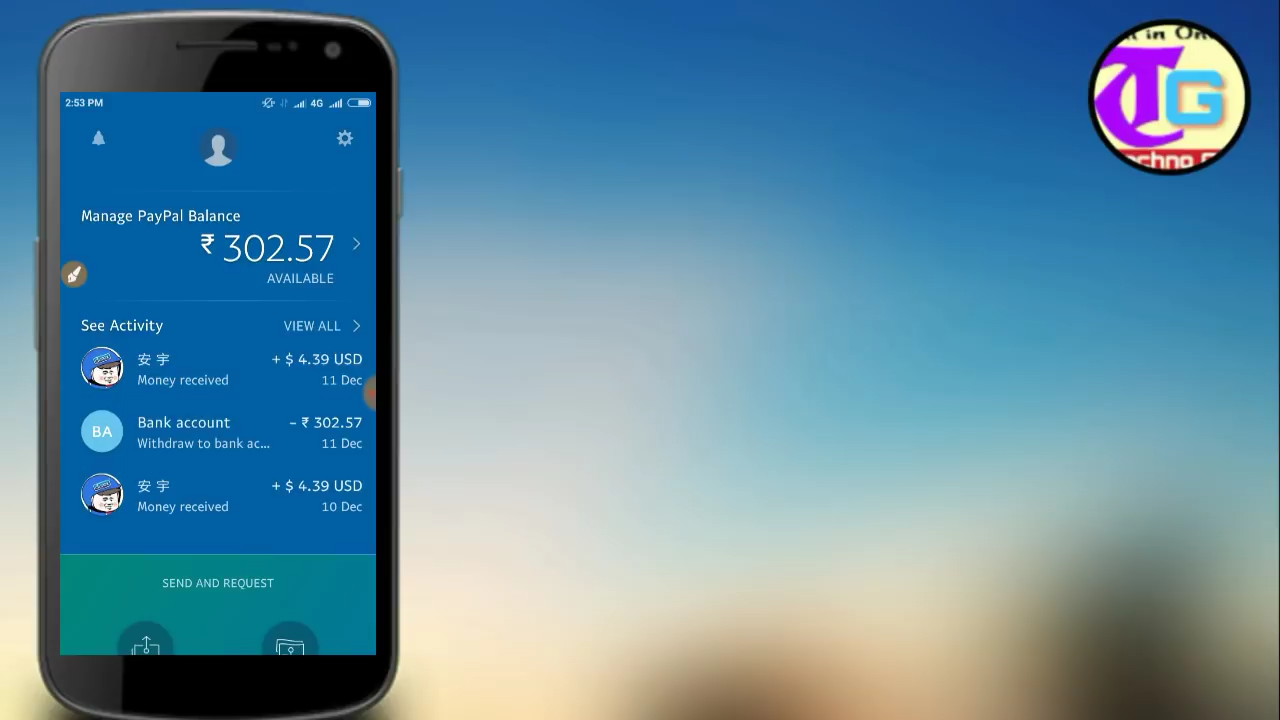 2:53 PM
4G
Manage PayPal Balance
₹ 302.57
AVAILABLE
See Activity
VIEW ALL
安 宇
+ $ 4.39 USD
Money received
11 Dec
BA
Bank account
- ₹ 302.57
Withdraw to bank ac...
11 Dec
安 宇
+ $ 4.39 USD
Money received
10 Dec
SEND AND REQUEST
in
TG